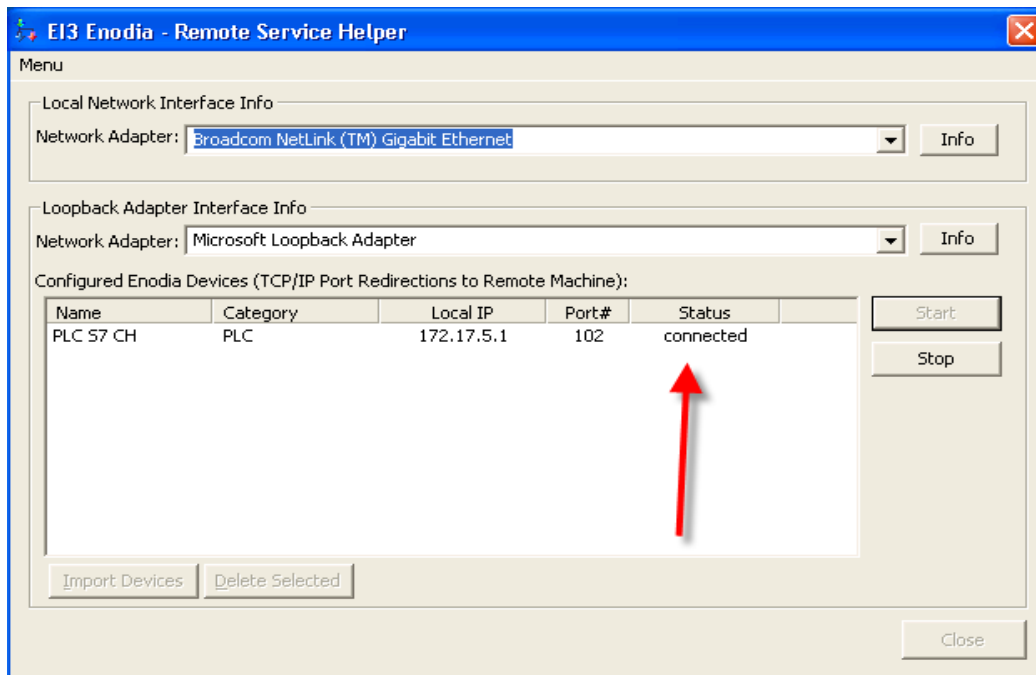 EI3 Enodia - Remote Service Helper
Menu
Local Network Interface Info
Network Adapter: Broadcom NetLink (TM) Gigabit Ethernet Info
Loopback Adapter Interface Info
Network Adapter: Microsoft Loopback Adapter Info
Configured Enodia Devices (TCP/IP Port Redirections to Remote Machine):
Name Category Local IP Port# Status Start
PLC S7 CH PLC 172.17.5.1 102 connected
Stop
Import Devices Delete Selected
Close